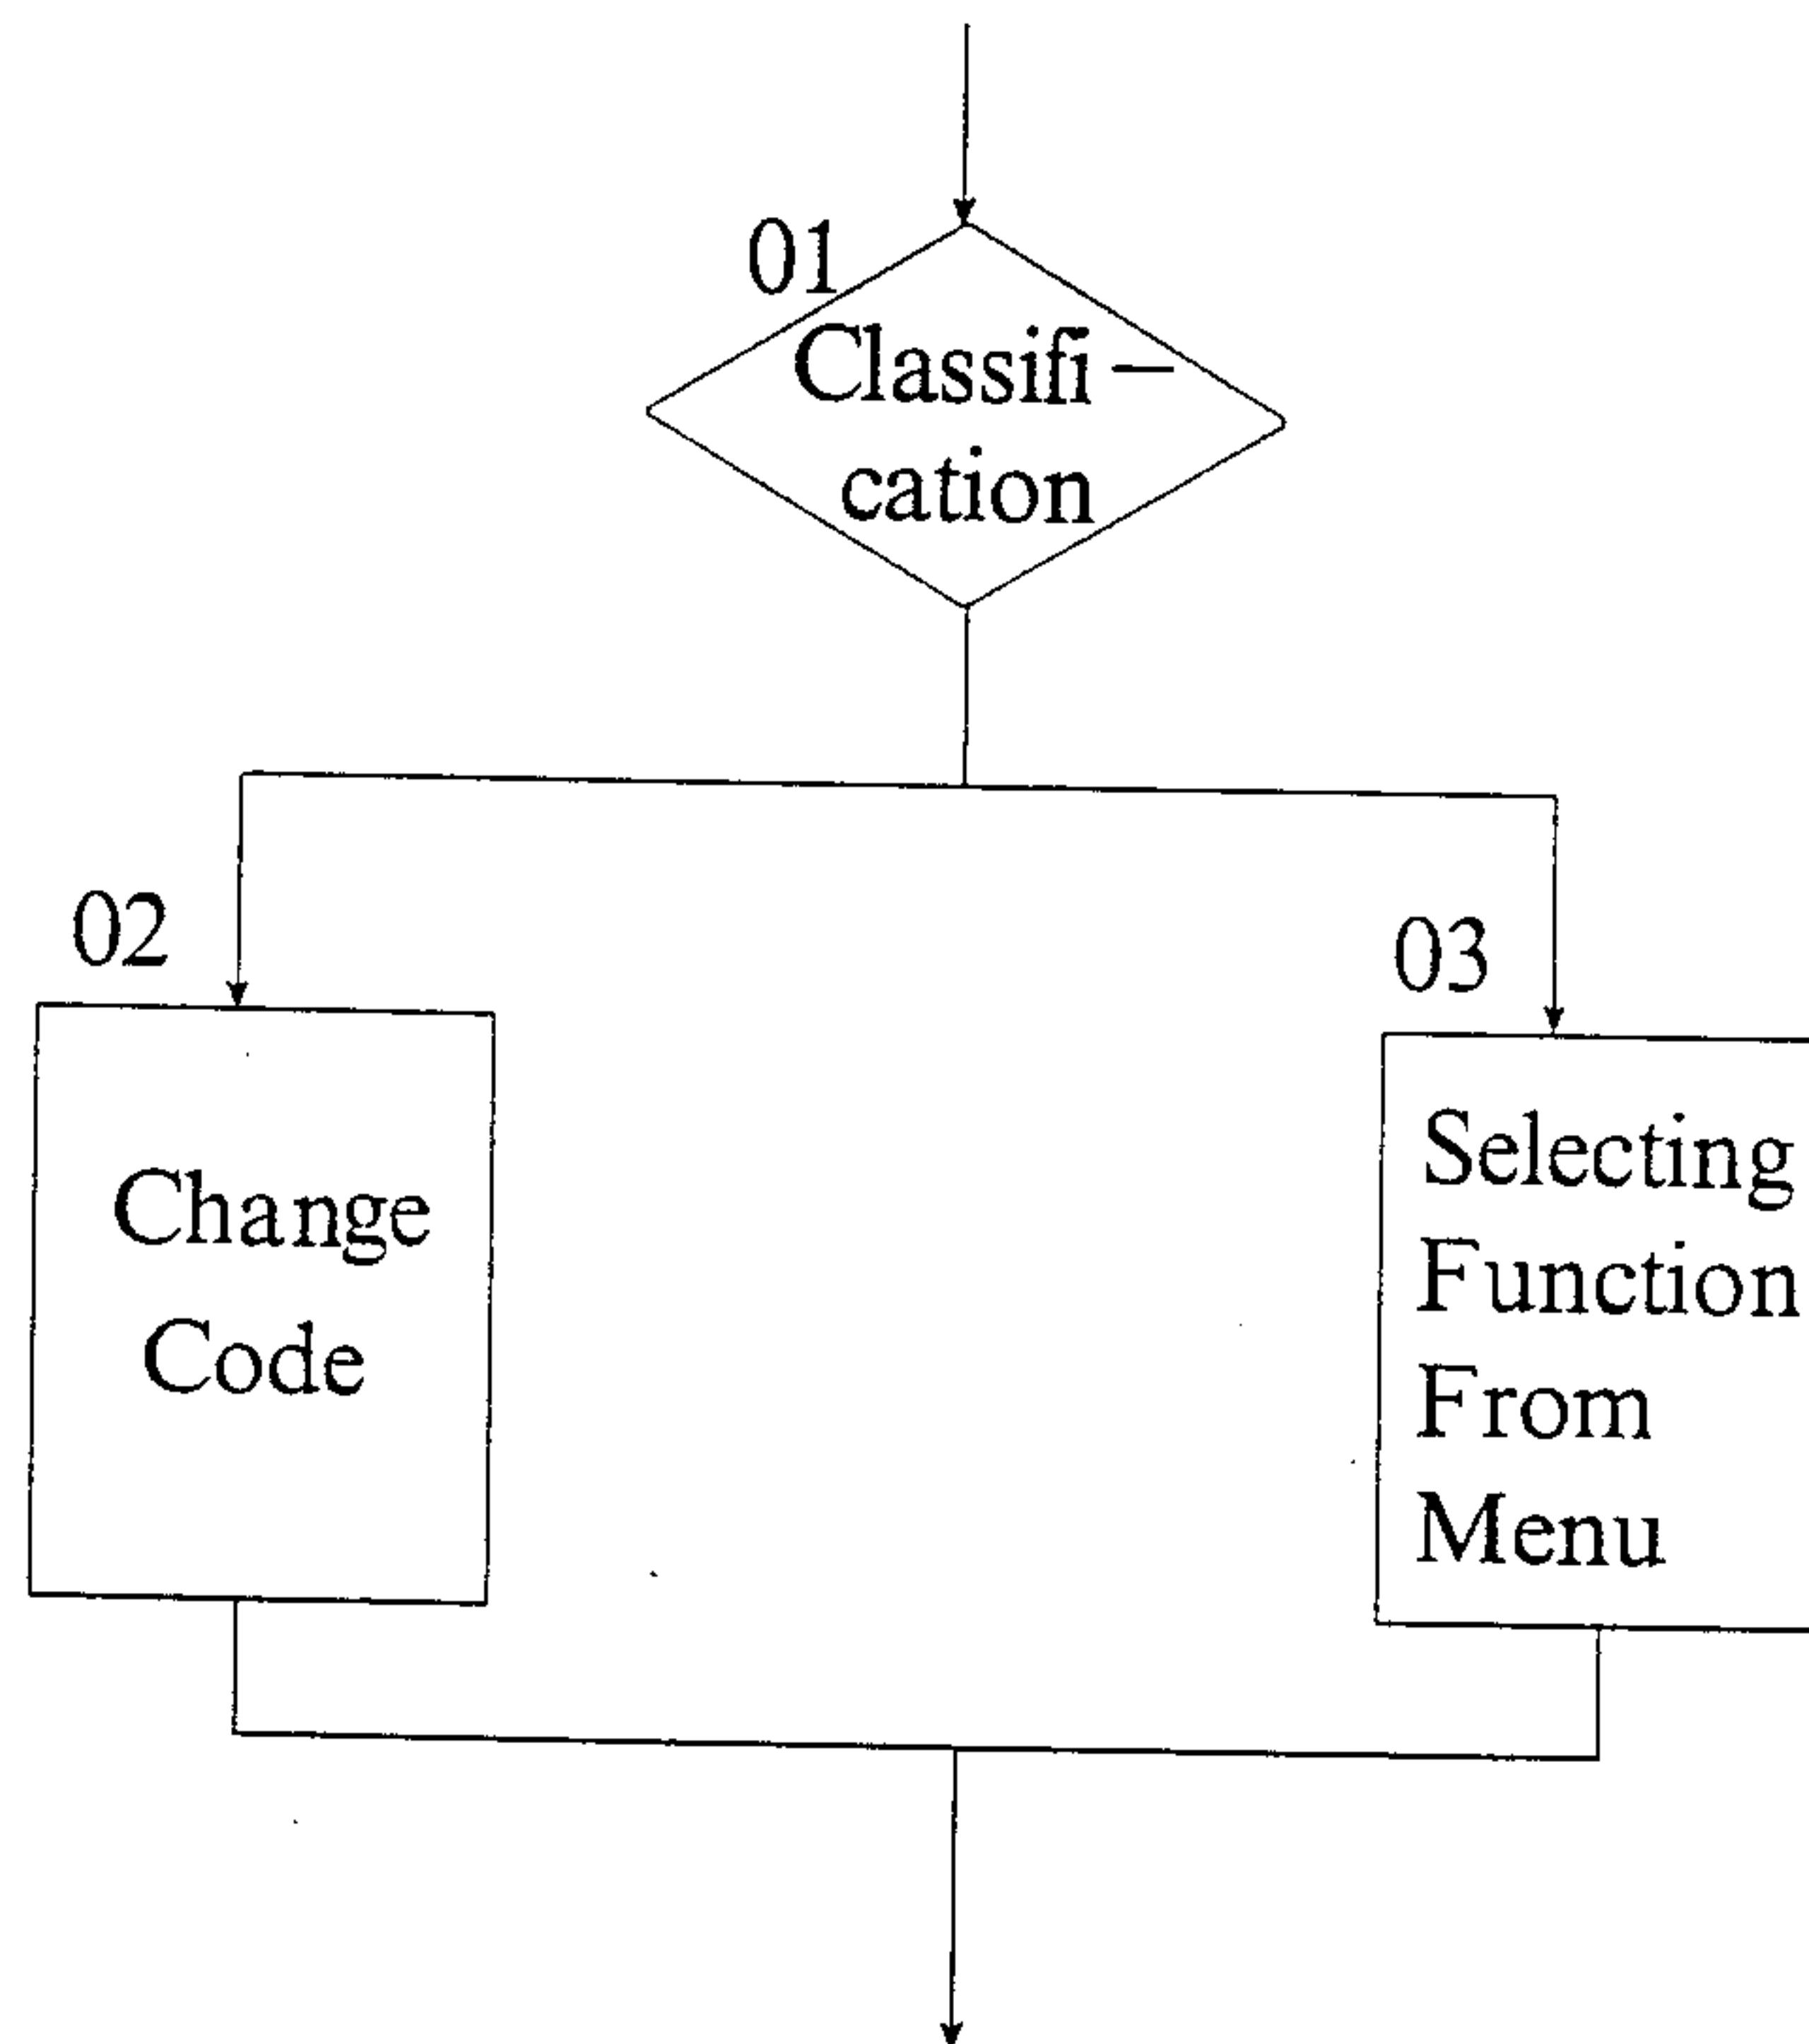 01
Classifi-
cation
02
Change
Code
03
Selecting
Function
From
Menu